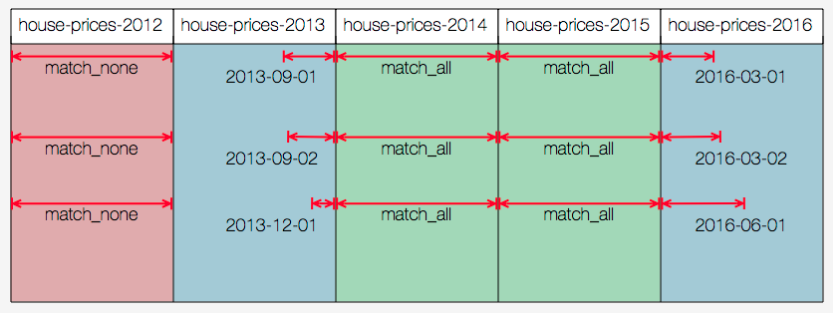 house-prices-2012 house-prices-2013 house-prices-2014 house-prices-2015 house-prices-2016
match_none 2013-09-01 match_all match_all 2016-03-01
match_none 2013-09-02 match_all match_all 2016-03-02
match_none 2013-12-01 match_all match_all 2016-06-01